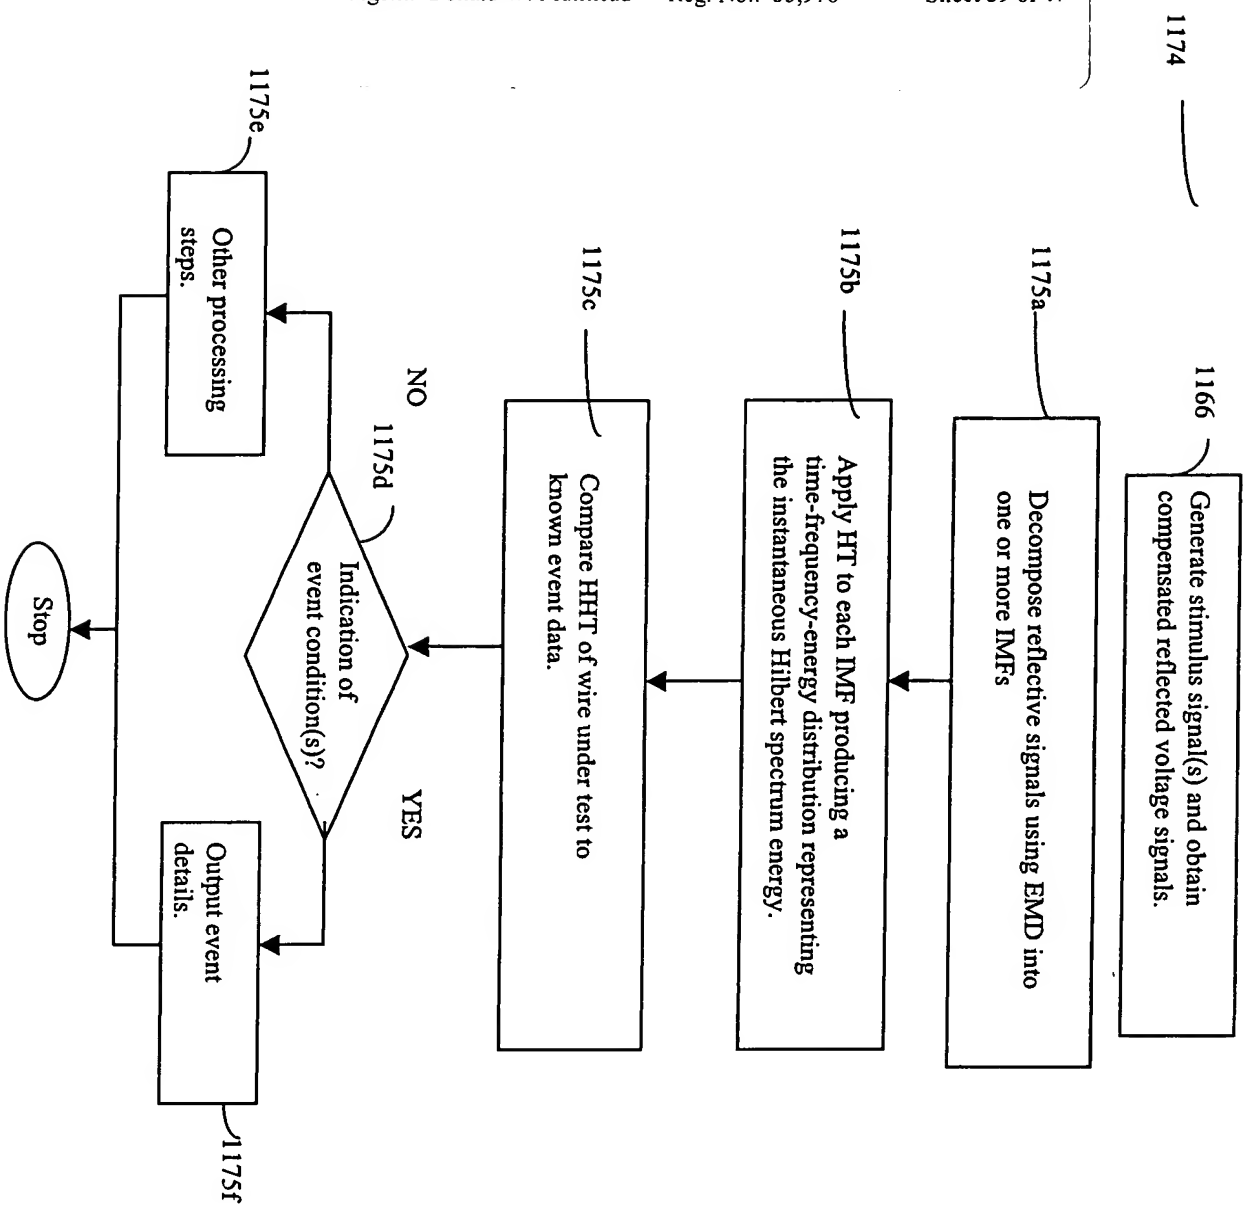 1174
1166
Generate stimulus signal(s) and obtain
compensated reflected voltage signals.
1175a
Decompose reflective signals using EMD into
one or more IMFs
1175b
Apply HT to each IMF producing a
time-frequency-energy distribution representing
the instantaneous Hilbert spectrum energy.
1175c
Compare HHT of wire under test to
known event data.
NO
1175d
YES
Indication of
event condition(s)?
1175e
Other processing
steps.
Output event
details.
1175f
Stop